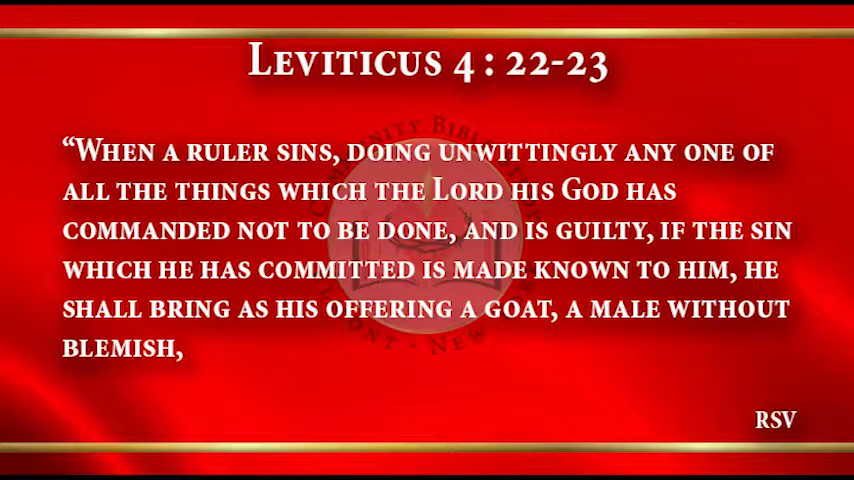 Leviticus 4 : 22-23
“When a ruler sins, doing unwittingly any one of
all the things which the Lord his God has
commanded not to be done, and is guilty, if the sin
which he has committed is made known to him, he
shall bring as his offering a goat, a male without
blemish,
RSV